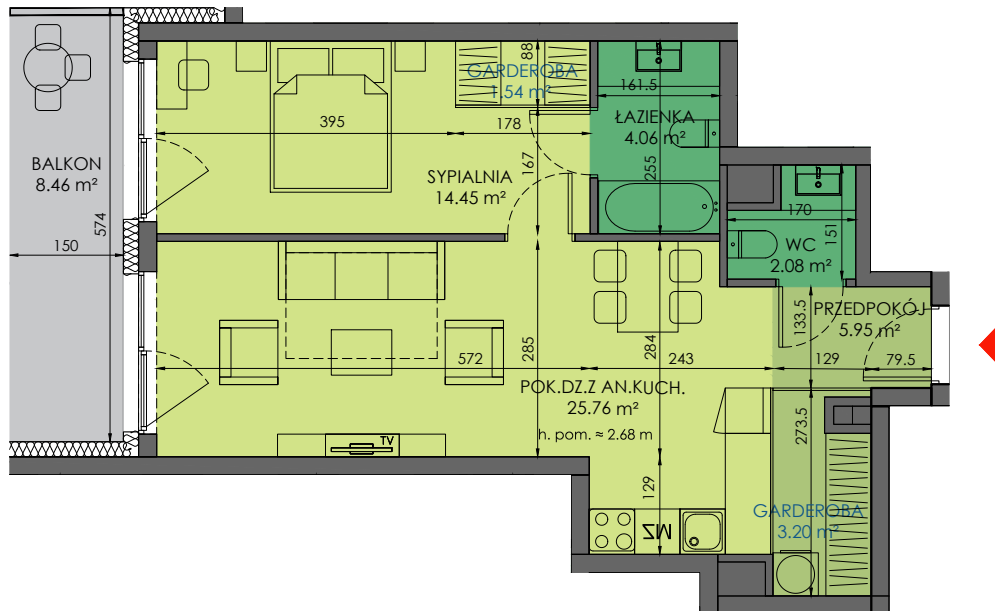 88
GARDEROBA
1.54 m²
161.5
395
178
ŁAZIENKA
4.06 m²
BALKON
8.46 m²
167
255
SYPIALNIA
14.45 m²
574
150
170
151
WC
2.08 m²
133.5
PRZEDPOKÓJ
5.95 m²
572
285
284
243
129
79.5
POK.DZ.Z AN.KUCH.
25.76 m²
h. pom. ≈ 2.68 m
TV
273.5
129
ZM
GARDEROBA
3.20 m²